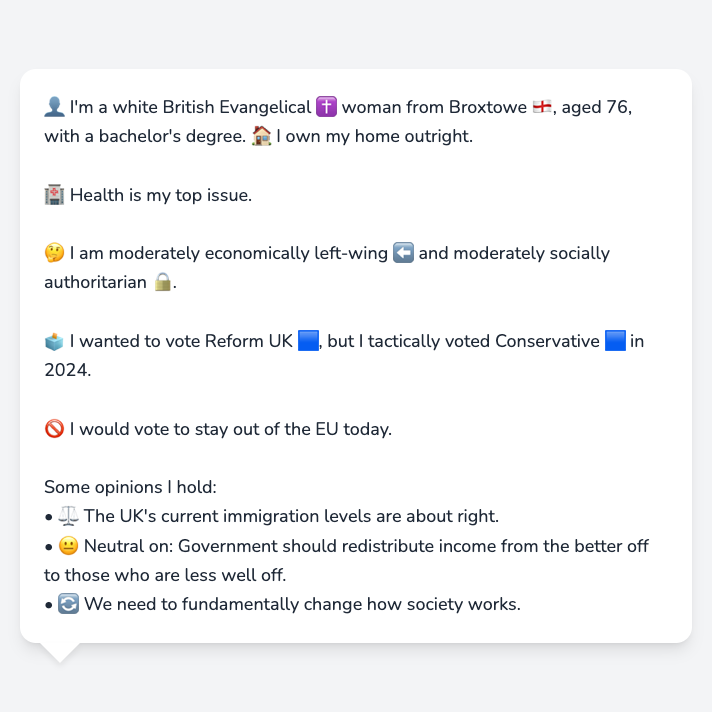 👤 I'm a white British Evangelical ✝️ woman from Broxtowe 🏴󠁧󠁢󠁥󠁮󠁧󠁿, aged 76,
with a bachelor's degree. 🏠 I own my home outright.
🏥 Health is my top issue.
🤔 I am moderately economically left-wing ⬅️ and moderately socially
authoritarian 🔒.
🗳️ I wanted to vote Reform UK 🟦, but I tactically voted Conservative 🟦 in
2024.
🚫 I would vote to stay out of the EU today.
Some opinions I hold:
• ⚖️ The UK's current immigration levels are about right.
• 😐 Neutral on: Government should redistribute income from the better off
to those who are less well off.
• 🔄 We need to fundamentally change how society works.